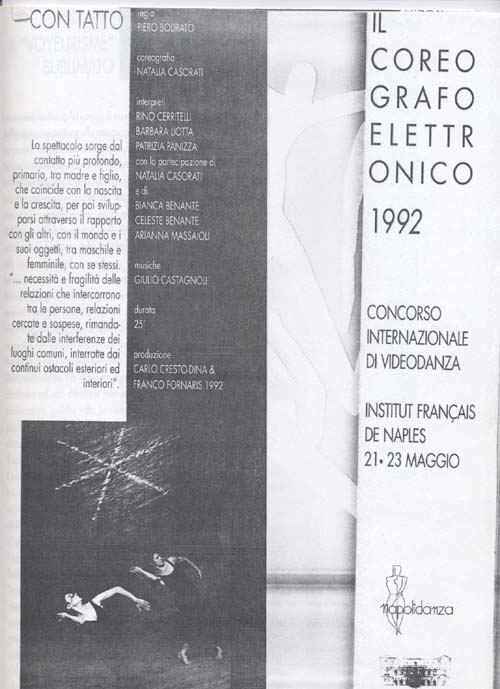 CON TATTO
Lo spettacolo sorge dal
contatto più profondo,
primario, tra madre e figlio,
che coincide con la nascita
e la crescita, per poi svilup-
parsi attraverso il rapporto
con gli altri, con il mondo e i
suoi oggetti, tra maschile e
femminile, con se stessi.
"... necessità e fragilità delle
relazioni che intercorrono
tra le persone, relazioni
cercate e sospese, rimanda-
te dalle interferenze dei
luoghi comuni, interrotte dai
continui ostacoli esteriori ed
interiori".
regia
PIERO BODRATO
coreografia
NATALIA CASORATI
interpreti
RINO CERRITELLI
BARBARA LIOTTA
PATRIZIA PANIZZA
con la partecipazione di
NATALIA CASORATI
e di
BIANCA BENANTE
CELESTE BENANTE
ARIANNA MASSAIOLI
musiche
GIULIO CASTAGNOLI
durata
25'
produzione
CARLO CRESTO-DINA &
FRANCO FORNARIS 1992
IL
COREO
GRAFO
ELETTR
ONICO
1992
CONCORSO
INTERNAZIONALE
DI VIDEODANZA
INSTITUT FRANÇAIS
DE NAPLES
21•23 MAGGIO
napolidanza